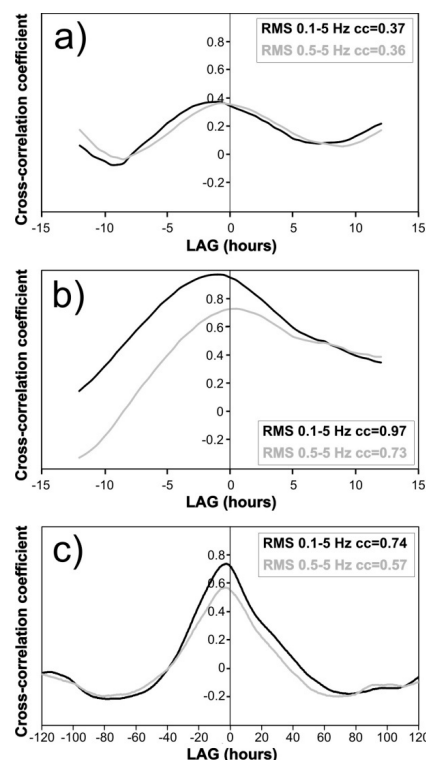 a)
RMS 0.1-5 Hz cc=0.37
RMS 0.5-5 Hz cc=0.36
Cross-correlation coefficient
0.8
0.6
0.4
0.2
0
-0.2
-15 -10 -5 0 5 10 15
LAG (hours)
b)
Cross-correlation coefficient
0.8
0.6
0.4
0.2
0
-0.2
RMS 0.1-5 Hz cc=0.97
RMS 0.5-5 Hz cc=0.73
-15 -10 -5 0 5 10 15
LAG (hours)
c)
RMS 0.1-5 Hz cc=0.74
RMS 0.5-5 Hz cc=0.57
Cross-correlation coefficient
0.8
0.6
0.4
0.2
0
-0.2
-120 -100 -80 -60 -40 -20 0 20 40 60 80 100 120
LAG (hours)